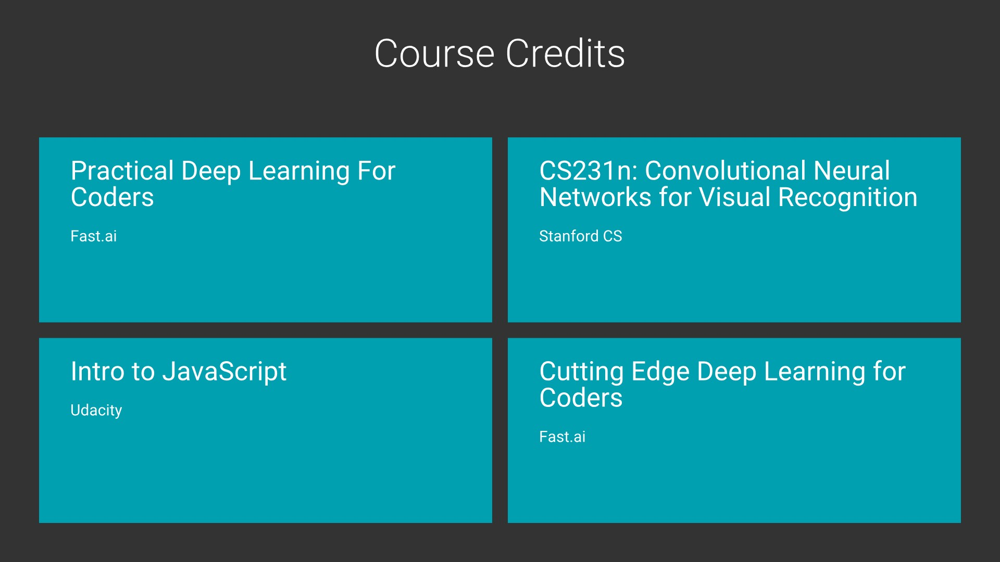 Course Credits
Practical Deep Learning For
Coders
Fast.ai
CS231n: Convolutional Neural
Networks for Visual Recognition
Stanford CS
Intro to JavaScript
Udacity
Cutting Edge Deep Learning for
Coders
Fast.ai